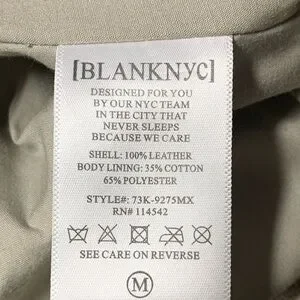 [BLANKNYC]
DESIGNED FOR YOU
BY OUR NYC TEAM
IN THE CITY THAT
NEVER SLEEPS
BECAUSE WE CARE
SHELL: 100% LEATHER
BODY LINING: 35% COTTON
65% POLYESTER
STYLE#: 73K-9275MX
RN# 114542
SEE CARE ON REVERSE
M